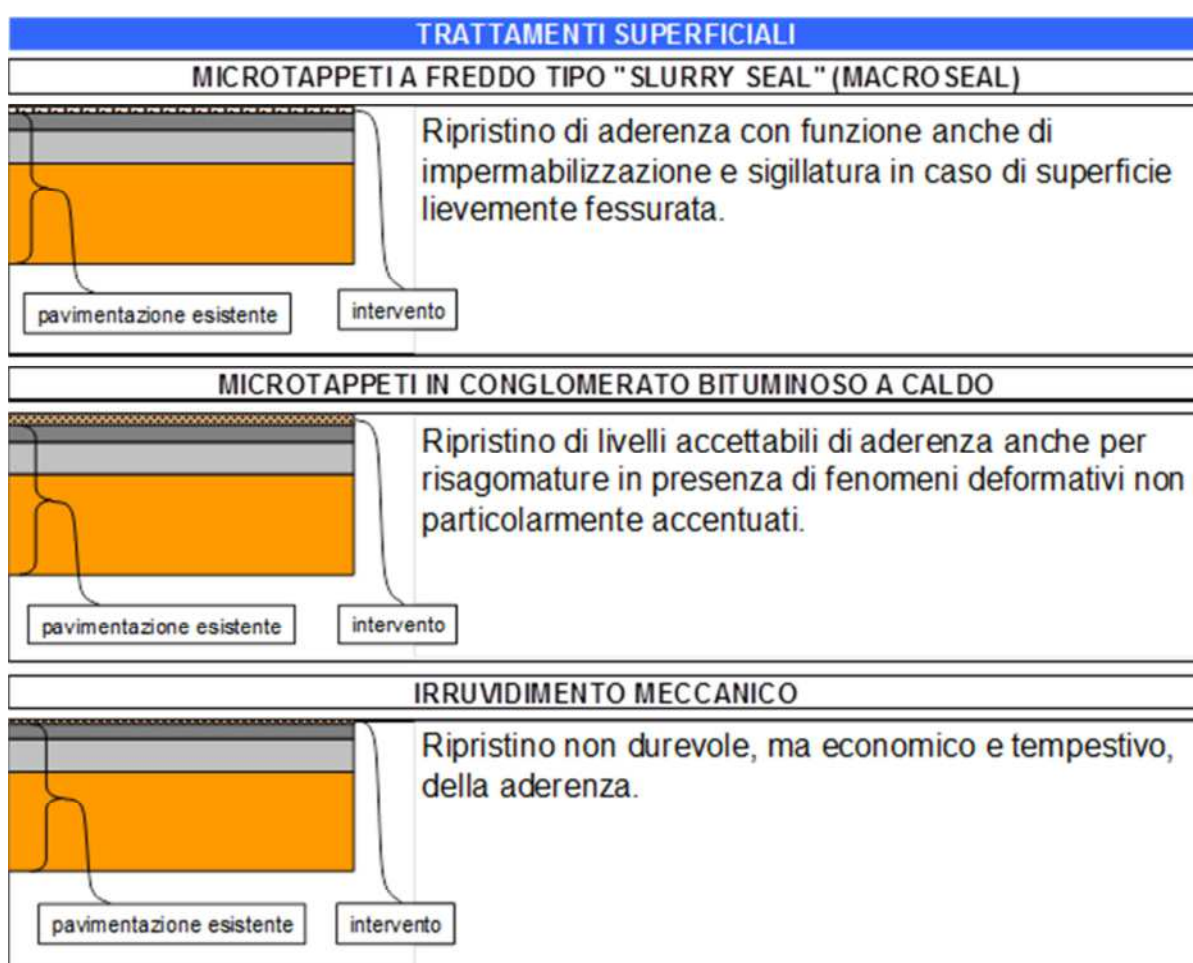 TRATTAMENTI SUPERFICIALI
MICROTAPPETI A FREDDO TIPO "SLURRY SEAL" (MACROSEAL)
Ripristino di aderenza con funzione anche di
impermabilizzazione e sigillatura in caso di superficie
lievemente fessurata.
pavimentazione esistente
intervento
MICROTAPPETI IN CONGLOMERATO BITUMINOSO A CALDO
Ripristino di livelli accettabili di aderenza anche per
risagomature in presenza di fenomeni deformativi non
particolarmente accentuati.
pavimentazione esistente
intervento
IRRUVIDIMENTO MECCANICO
Ripristino non durevole, ma economico e tempestivo,
della aderenza.
pavimentazione esistente
intervento